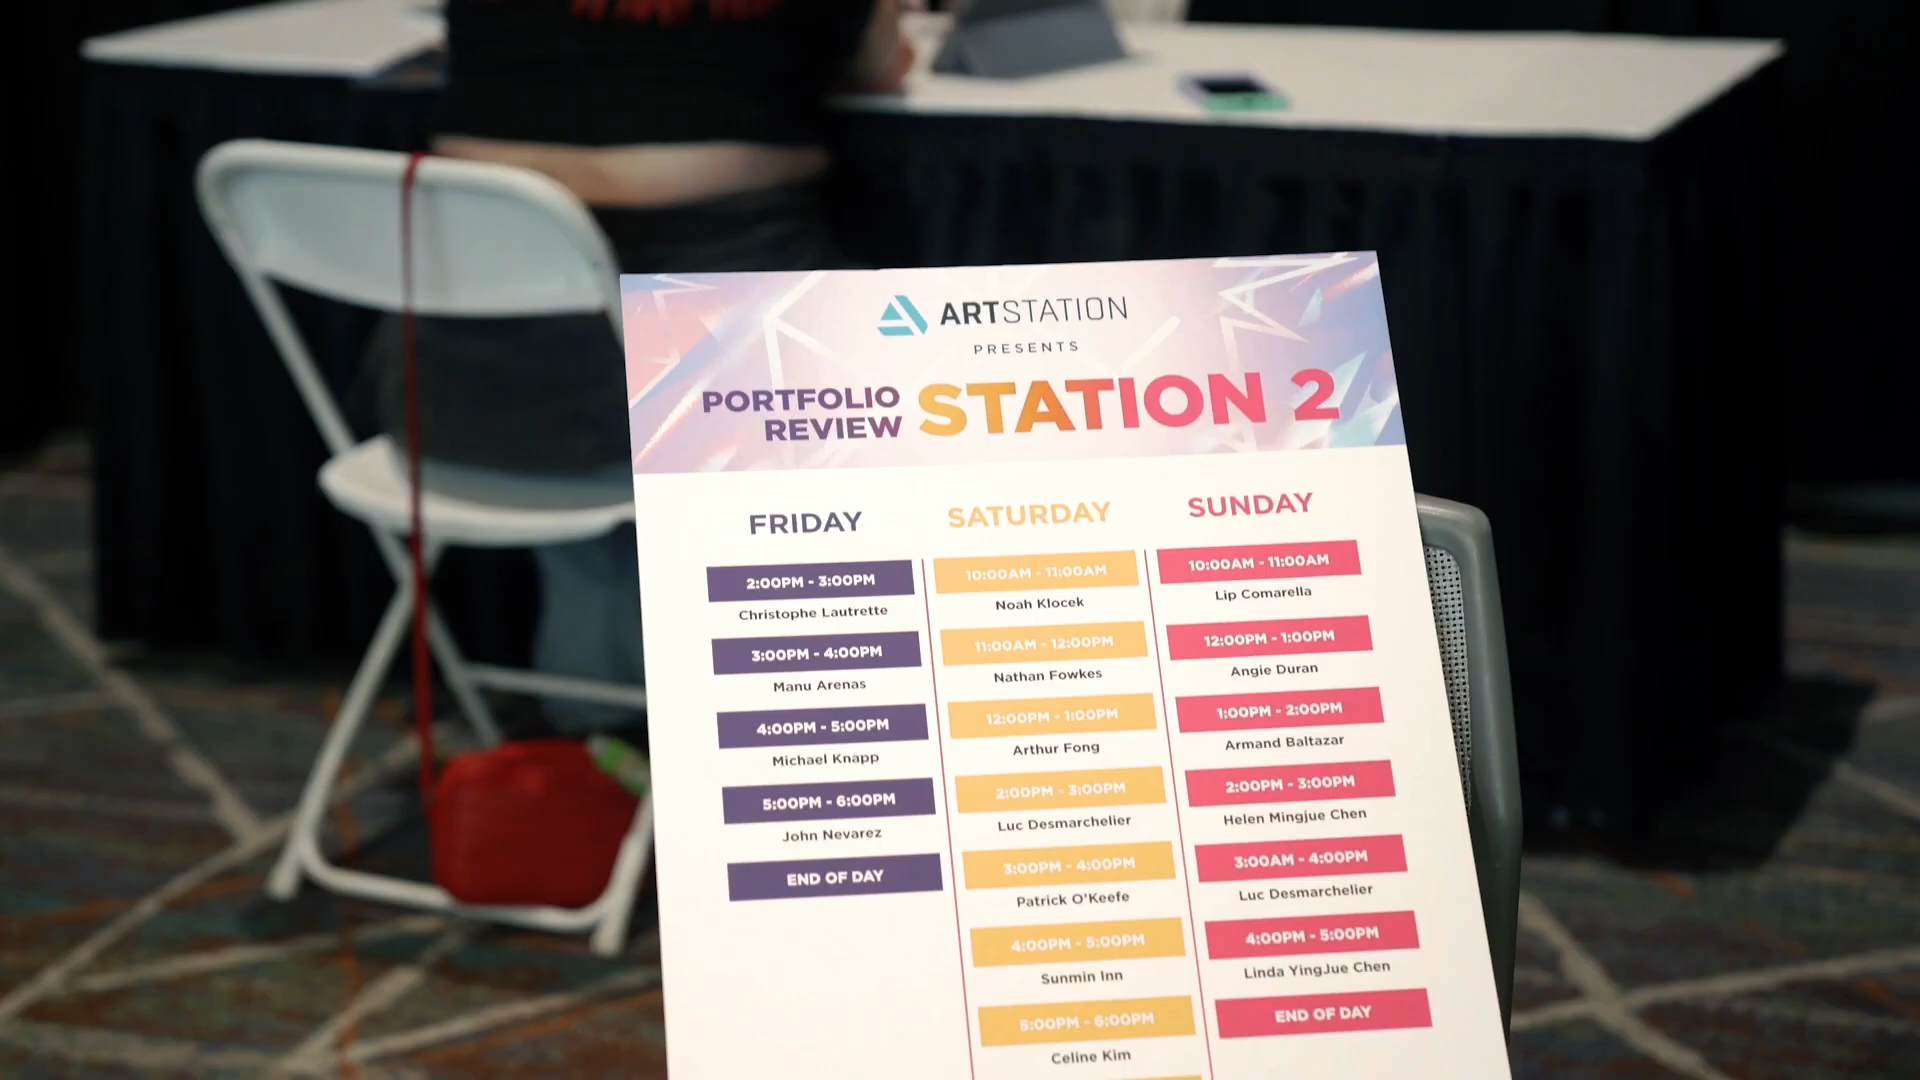 ARTSTATION
PRESENTS
PORTFOLIO
REVIEW
STATION 2
FRIDAY
2:00PM - 3:00PM
Christophe Lautrette
3:00PM - 4:00PM
Manu Arenas
4:00PM - 5:00PM
Michael Knapp
5:00PM - 6:00PM
John Nevarez
END OF DAY
SATURDAY
10:00AM - 11:00AM
Noah Klocek
11:00AM - 12:00PM
Nathan Fowkes
12:00PM - 1:00PM
Arthur Fong
2:00PM - 3:00PM
Luc Desmarchelier
3:00PM - 4:00PM
Patrick O'Keefe
4:00PM - 5:00PM
Sunmin Inn
5:00PM - 6:00PM
Celine Kim
SUNDAY
10:00AM - 11:00AM
Lip Comarella
12:00PM - 1:00PM
Angie Duran
1:00PM - 2:00PM
Armand Baltazar
2:00PM - 3:00PM
Helen Mingjue Chen
3:00AM - 4:00PM
Luc Desmarchelier
4:00PM - 5:00PM
Linda YingJue Chen
END OF DAY